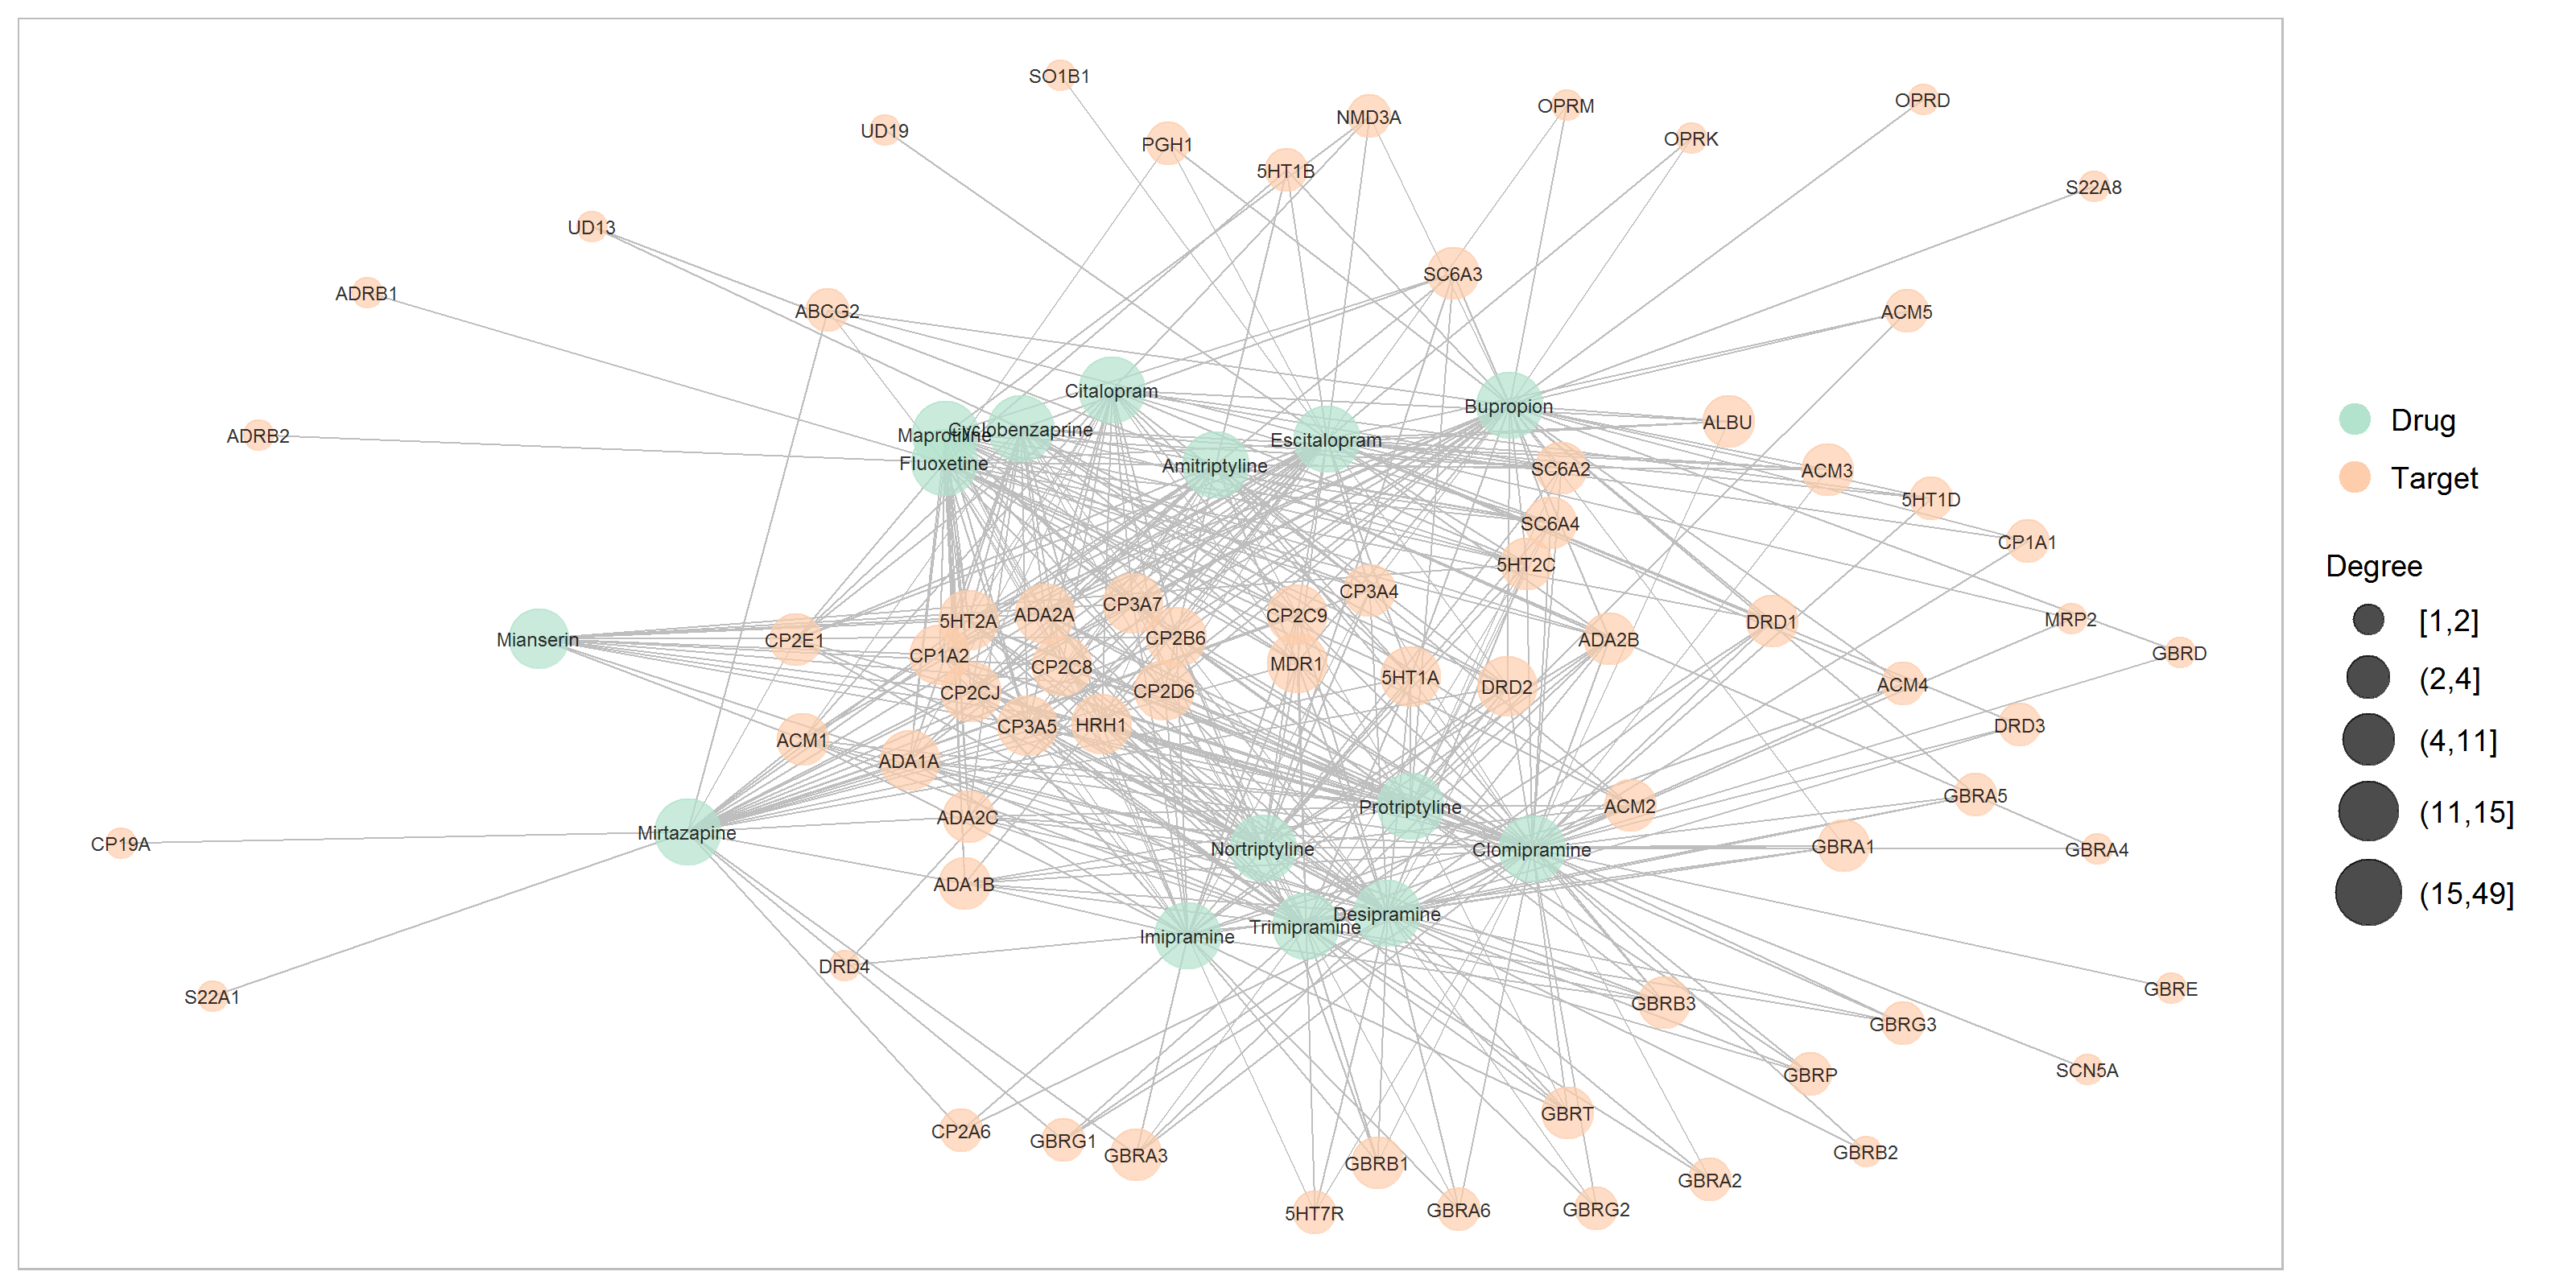 SO1B1
OPRD
OPRM
NMD3A
UD19
OPRK
PGH1
5HT1B
S22A8
UD13
SC6A3
ADRB1
ABCG2
ACM5
Citalopram
Bupropion
ALBU
Cyclobenzaprine
Maprotiline
ADRB2
Escitalopram
Fluoxetine
Amitriptyline
SC6A2
ACM3
5HT1D
SC6A4
CP1A1
5HT2C
CP3A4
CP3A7
ADA2A
CP2C9
5HT2A
DRD1
MRP2
CP2B6
Mianserin
CP2E1
ADA2B
GBRD
CP1A2
MDR1
CP2C8
5HT1A
ACM4
DRD2
CP2D6
CP2CJ
HRH1
CP3A5
DRD3
ACM1
ADA1A
GBRA5
ACM2
Protriptyline
ADA2C
Mirtazapine
CP19A
GBRA1
Nortriptyline
Clomipramine
GBRA4
ADA1B
Desipramine
Trimipramine
Imipramine
DRD4
GBRE
S22A1
GBRB3
GBRG3
SCN5A
GBRP
GBRT
CP2A6
GBRG1
GBRB2
GBRA3
GBRB1
GBRA2
GBRG2
GBRA6
5HT7R
Drug
Target
Degree
[1,2]
(2,4]
(4,11]
(11,15]
(15,49]